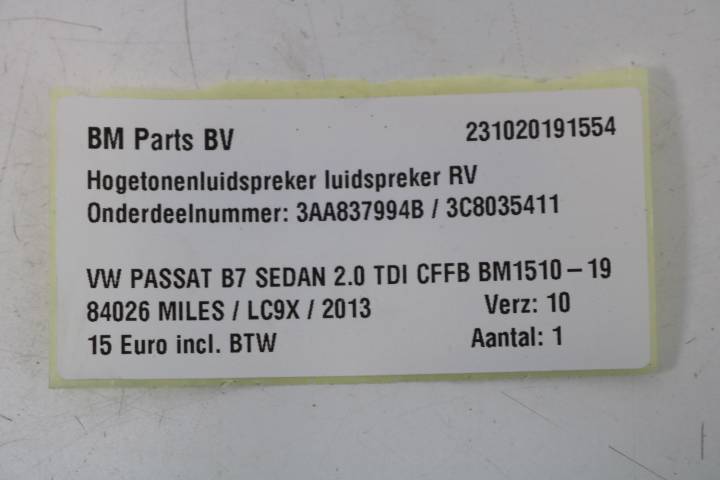 BM Parts BV 231020191554
Hogetonenluidspreker luidspreker RV
Onderdeelnummer: 3AA837994B / 3C8035411
VW PASSAT B7 SEDAN 2.0 TDI CFFB BM1510-19
84026 MILES / LC9X / 2013 Verz: 10
15 Euro incl. BTW Aantal: 1